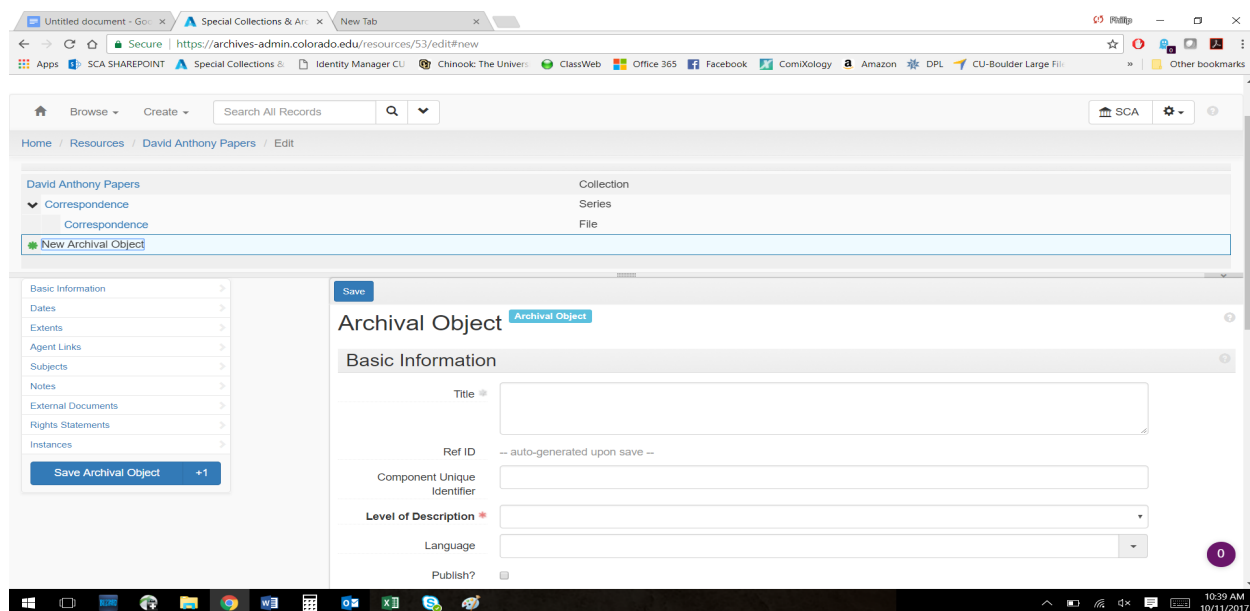 Untitled document - Goo
Special Collections & Arc
New Tab
Phillip
Secure
https://archives-admin.colorado.edu/resources/53/edit#new
Apps
SCA SHAREPOINT
Special Collections &
Identity Manager CU
Chinook: The Univers
ClassWeb
Office 365
Facebook
ComiXology
Amazon
DPL
CU-Boulder Large File
»
Other bookmarks
Browse
Create
Search All Records
SCA
Home / Resources / David Anthony Papers / Edit
David Anthony Papers
Collection
Correspondence
Series
Correspondence
File
New Archival Object
Basic Information
Dates
Extents
Agent Links
Subjects
Notes
External Documents
Rights Statements
Instances
Save Archival Object
+1
Save
Archival Object
Archival Object
Basic Information
Title
Ref ID
-- auto-generated upon save --
Component Unique
Identifier
Level of Description *
Language
Publish?
0
10:39 AM
10/11/2017